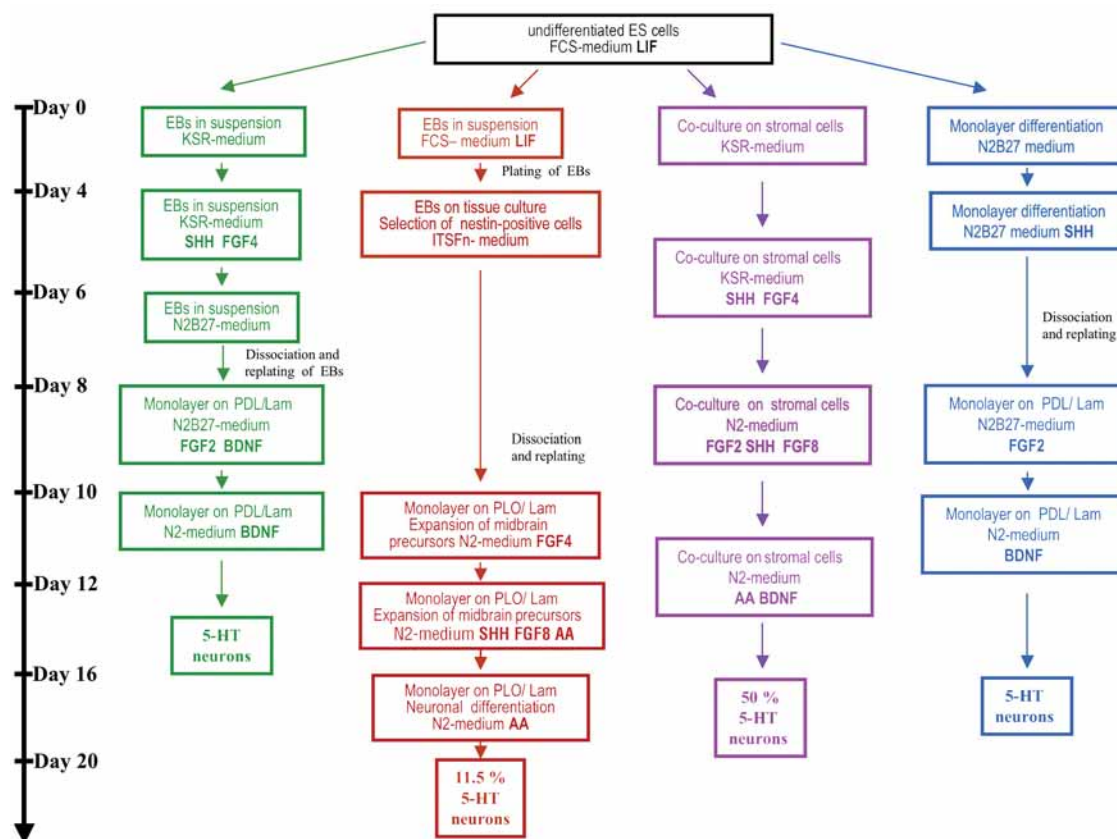 undifferentiated ES cells
FCS-medium LIF
Day 0
Day 4
Day 6
Day 8
Day 10
Day 12
Day 16
Day 20
EBs in suspension
KSR-medium
EBs in suspension
KSR-medium
SHH FGF4
EBs in suspension
N2B27-medium
Dissociation and
replating of EBs
Monolayer on PDL/Lam
N2B27-medium
FGF2 BDNF
Monolayer on PDL/Lam
N2-medium BDNF
5-HT
neurons
EBs in suspension
FCS– medium LIF
Plating of EBs
EBs on tissue culture
Selection of nestin-positive cells
ITSFn- medium
Dissociation
and replating
Monolayer on PLO/ Lam
Expansion of midbrain
precursors N2-medium FGF4
Monolayer on PLO/ Lam
Expansion of midbrain precursors
N2-medium SHH FGF8 AA
Monolayer on PLO/ Lam
Neuronal differentiation
N2-medium AA
11.5 %
5-HT
neurons
Co-culture on stromal cells
KSR-medium
Co-culture on stromal cells
KSR-medium
SHH FGF4
Co-culture on stromal cells
N2-medium
FGF2 SHH FGF8
Co-culture on stromal cells
N2-medium
AA BDNF
50 %
5-HT
neurons
Monolayer differentiation
N2B27 medium
Monolayer differentiation
N2B27 medium SHH
Dissociation
and replating
Monolayer on PDL/ Lam
N2B27-medium
FGF2
Monolayer on PDL/ Lam
N2-medium
BDNF
5-HT
neurons